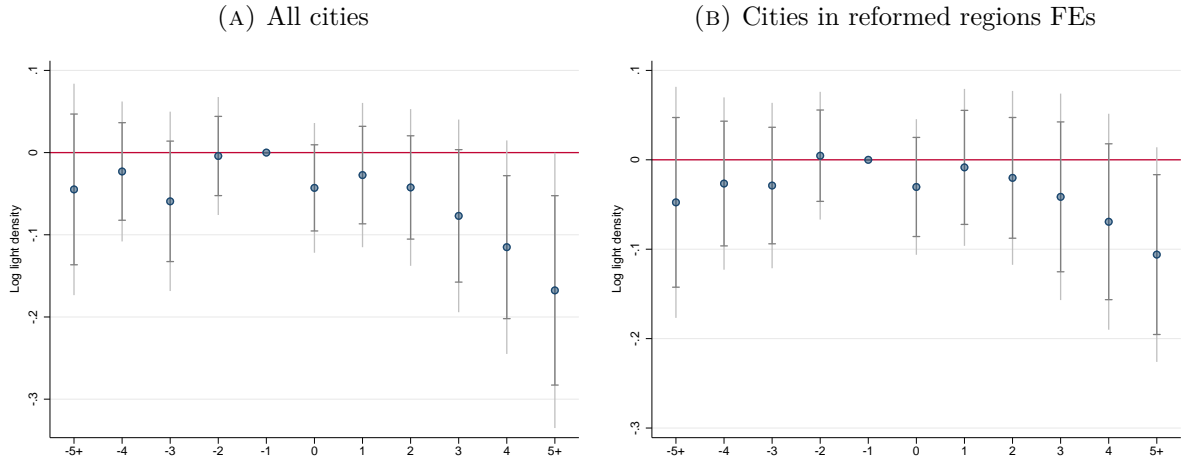 (A) All cities
(B) Cities in reformed regions FEs
.1
0
-.1
-.2
-.3
Log light density
-5+ -4 -3 -2 -1 0 1 2 3 4 5+
.1
0
-.1
-.2
-.3
Log light density
-5+ -4 -3 -2 -1 0 1 2 3 4 5+